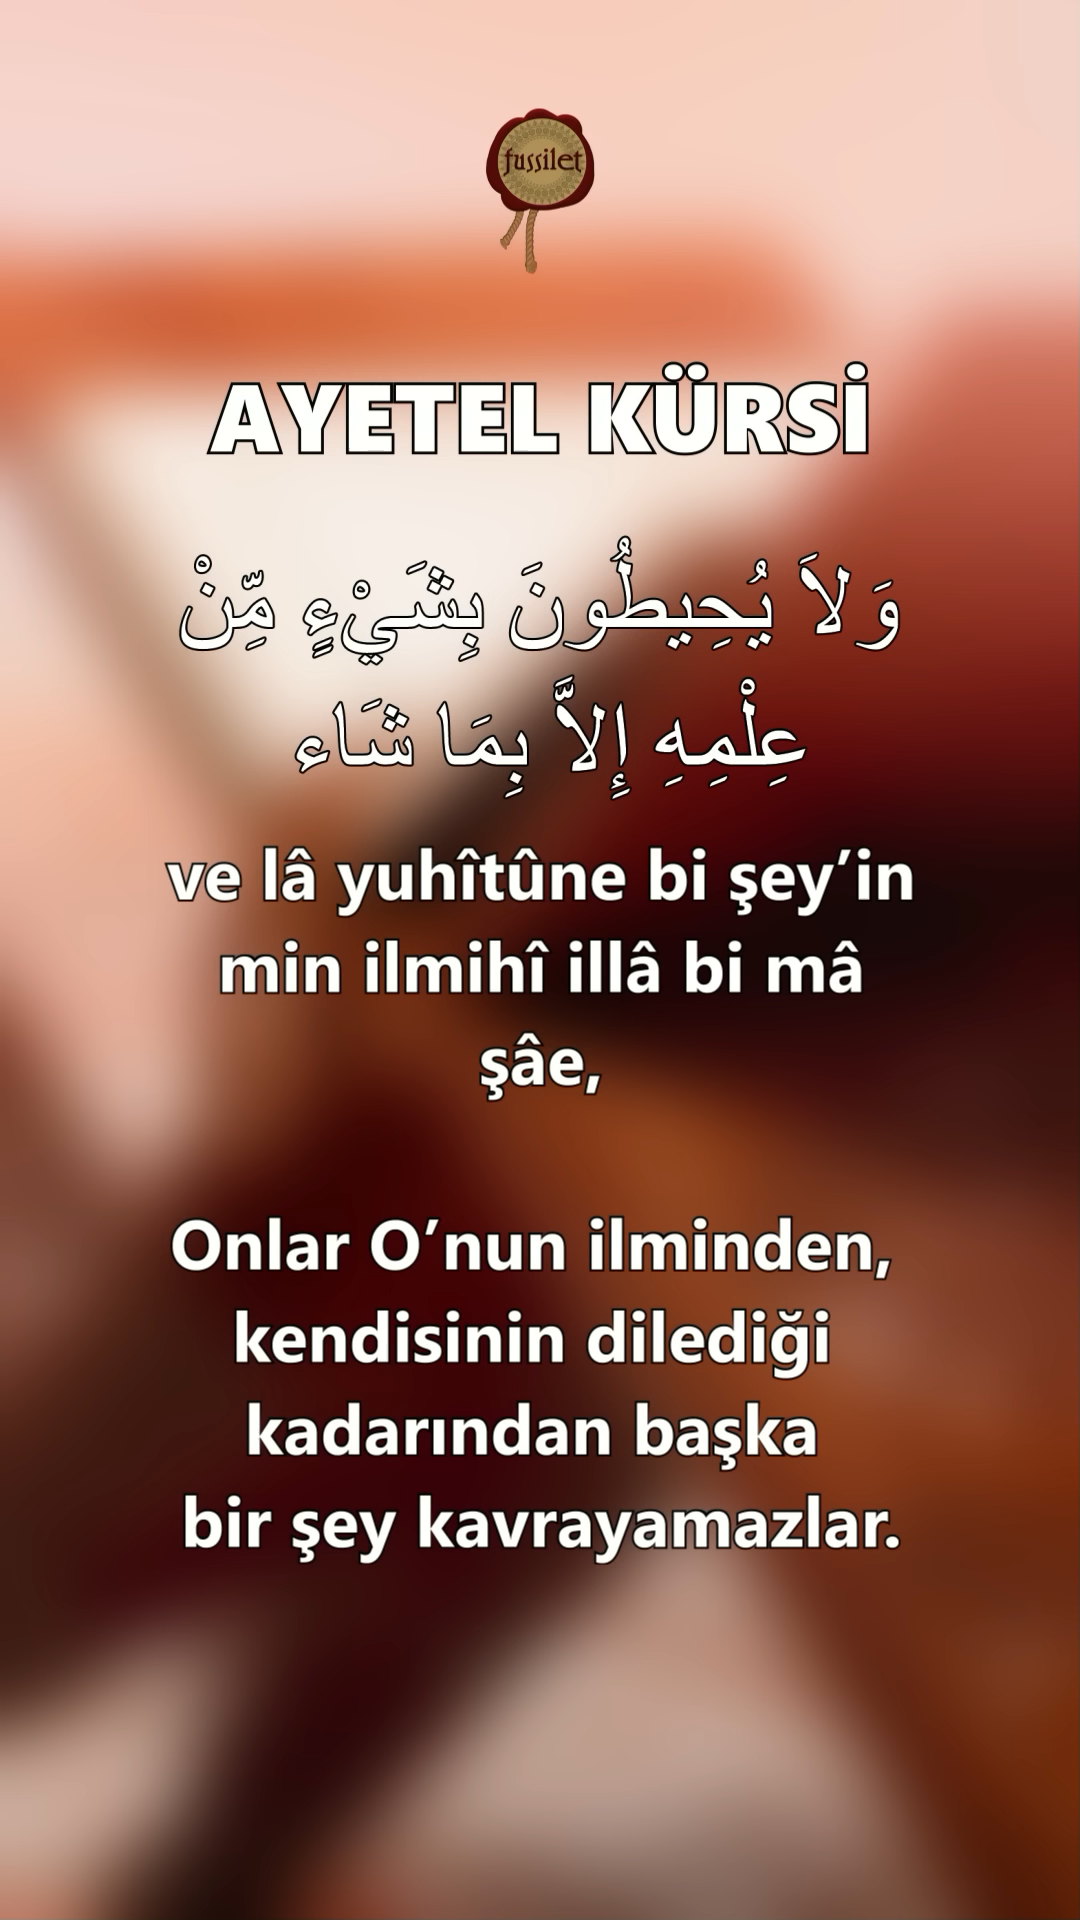 fussilet
AYETEL KÜRSİ
وَلاَ يُحِيطُونَ بِشَيْءٍ مِّنْ
عِلْمِهِ إِلاَّ بِمَا شَاء
ve lâ yuhîtûne bi şey’in
min ilmihî illâ bi mâ
şâe,
Onlar O’nun ilminden,
kendisinin dilediği
kadarından başka
bir şey kavrayamazlar.